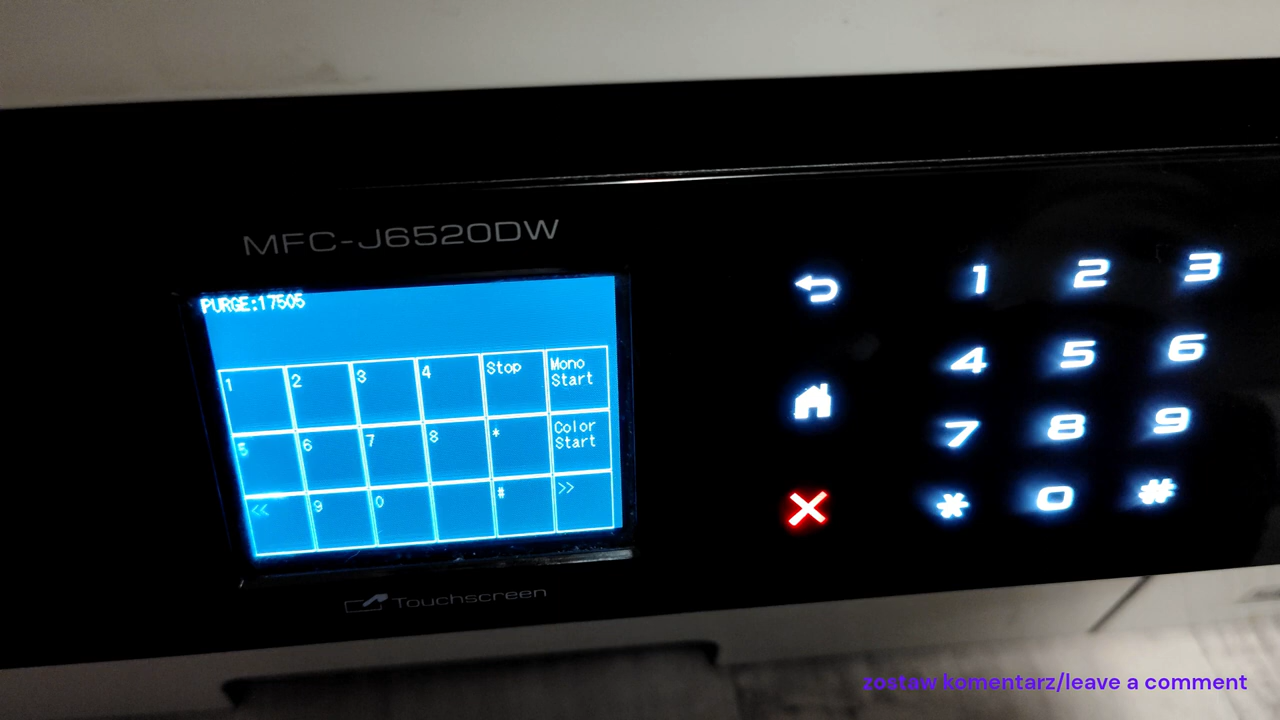 MFC-J6520DW
PURGE:17505
1 2 3 4 Stop Mono Start
5 6 7 8 * Color Start
<< 9 0 # >>
Touchscreen
1 2 3
4 5 6
7 8 9
* 0 #
zostaw komentarz/leave a comment